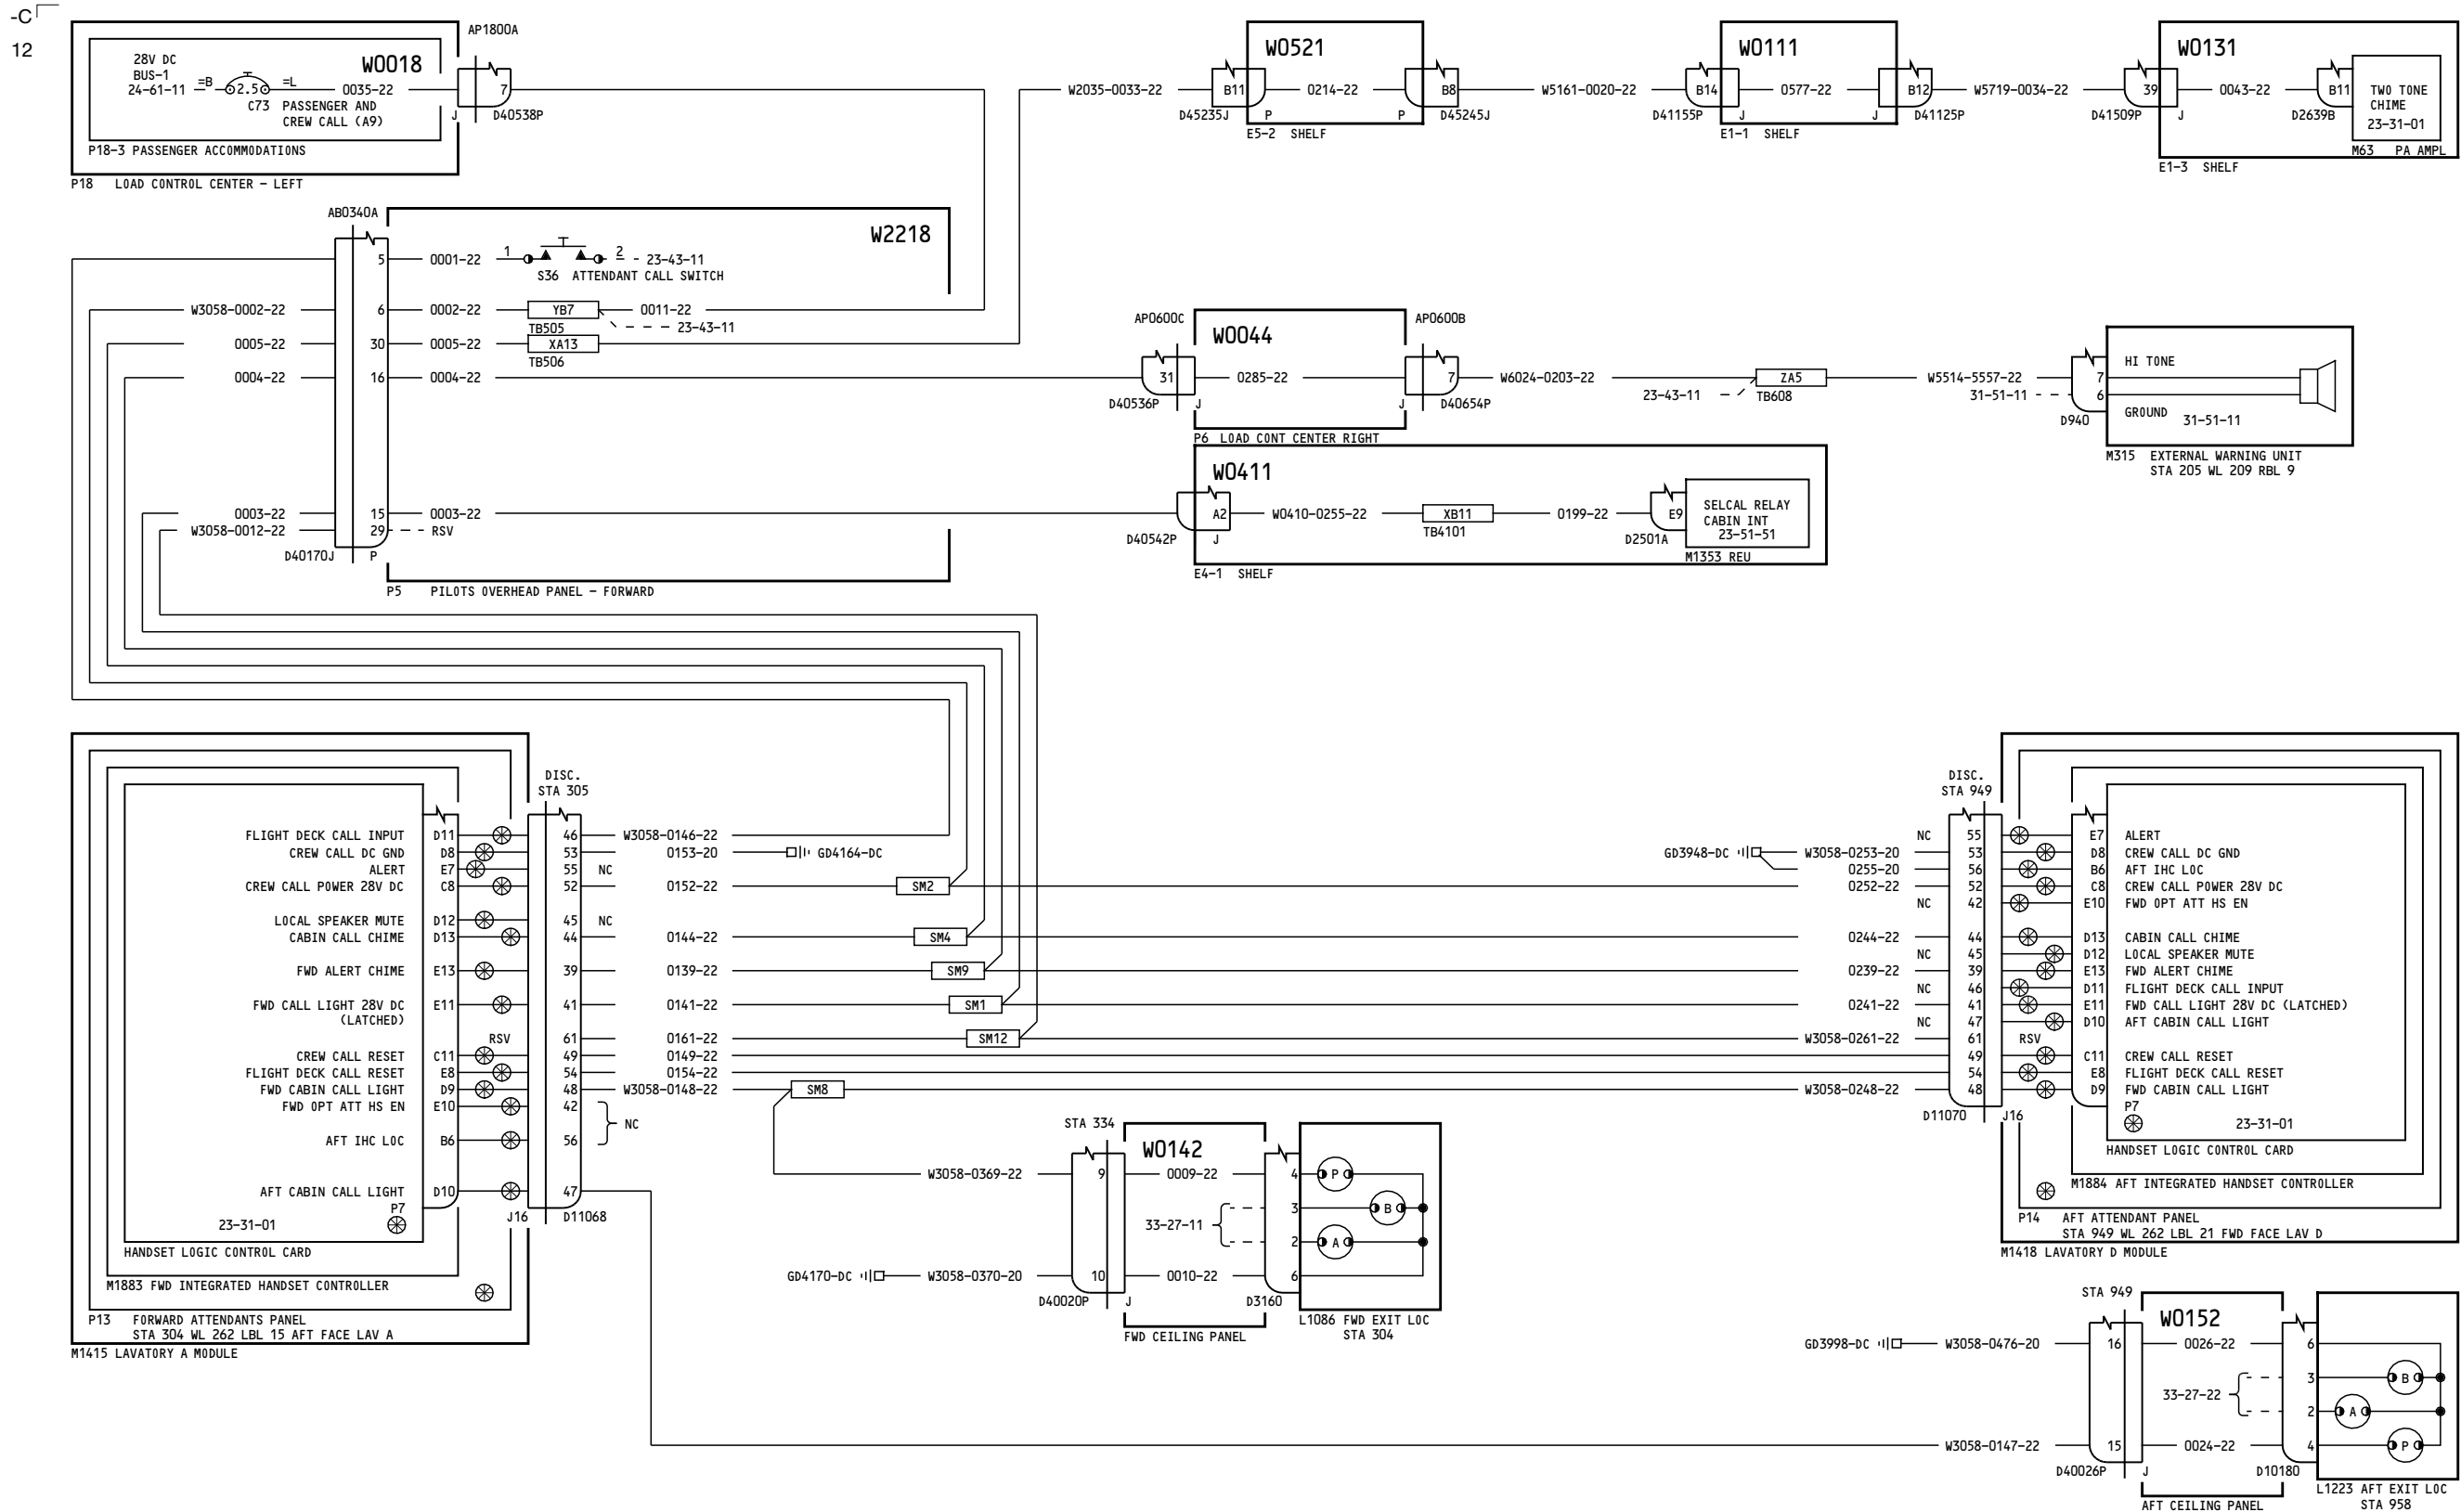 -C
12
28V DC
BUS-1
24-61-11
=B
2.5
=L
C73 PASSENGER AND
CREW CALL (A9)
0035-22
W0018
P18-3 PASSENGER ACCOMMODATIONS
P18 LOAD CONTROL CENTER - LEFT
AP1800A
7
J
D40538P
W2035-0033-22
B11
D45235J
W0521
0214-22
P
P
E5-2 SHELF
B8
D45245J
W5161-0020-22
B14
D41155P
W0111
0577-22
J
J
E1-1 SHELF
B12
D41125P
W5719-0034-22
39
D41509P
J
W0131
0043-22
B11
D2639B
TWO TONE
CHIME
23-31-01
M63 PA AMPL
E1-3 SHELF
AB0340A
W2218
5
0001-22
1
2
23-43-11
S36 ATTENDANT CALL SWITCH
W3058-0002-22
6
0002-22
YB7
TB505
0011-22
23-43-11
0005-22
30
0005-22
XA13
TB506
0004-22
16
0004-22
0003-22
15
0003-22
W3058-0012-22
29
RSV
D40170J
P
P5 PILOTS OVERHEAD PANEL - FORWARD
AP0600C
W0044
AP0600B
31
0285-22
7
D40536P
J
J
D40654P
P6 LOAD CONT CENTER RIGHT
W6024-0203-22
23-43-11
ZA5
TB608
W5514-5557-22
31-51-11
7
6
D940
HI TONE
GROUND
31-51-11
M315 EXTERNAL WARNING UNIT
STA 205 WL 209 RBL 9
W0411
A2
D40542P
J
W0410-0255-22
XB11
TB4101
0199-22
E9
D2501A
SELCAL RELAY
CABIN INT
23-51-51
M1353 REU
E4-1 SHELF
DISC.
STA 305
FLIGHT DECK CALL INPUT D11 46 W3058-0146-22
CREW CALL DC GND D8 53 0153-20 GD4164-DC
ALERT E7 55 NC
CREW CALL POWER 28V DC C8 52 0152-22 SM2
LOCAL SPEAKER MUTE D12 45 NC
CABIN CALL CHIME D13 44 0144-22 SM4
FWD ALERT CHIME E13 39 0139-22 SM9
FWD CALL LIGHT 28V DC E11 41 0141-22 SM1
(LATCHED)
RSV 61 0161-22 SM12
CREW CALL RESET C11 49 0149-22
FLIGHT DECK CALL RESET E8 54 0154-22
FWD CABIN CALL LIGHT D9 48 W3058-0148-22 SM8
FWD OPT ATT HS EN E10 42
NC
AFT IHC LOC B6 56
AFT CABIN CALL LIGHT D10 47
P7
J16
D11068
23-31-01
HANDSET LOGIC CONTROL CARD
M1883 FWD INTEGRATED HANDSET CONTROLLER
P13 FORWARD ATTENDANTS PANEL
STA 304 WL 262 LBL 15 AFT FACE LAV A
M1415 LAVATORY A MODULE
DISC.
STA 949
NC 55 E7 ALERT
GD3948-DC W3058-0253-20 53 D8 CREW CALL DC GND
0255-20 56 B6 AFT IHC LOC
0252-22 52 C8 CREW CALL POWER 28V DC
NC 42 E10 FWD OPT ATT HS EN
0244-22 44 D13 CABIN CALL CHIME
NC 45 D12 LOCAL SPEAKER MUTE
0239-22 39 E13 FWD ALERT CHIME
NC 46 D11 FLIGHT DECK CALL INPUT
0241-22 41 E11 FWD CALL LIGHT 28V DC (LATCHED)
NC 47 D10 AFT CABIN CALL LIGHT
W3058-0261-22 61 RSV
49 C11 CREW CALL RESET
54 E8 FLIGHT DECK CALL RESET
W3058-0248-22 48 D9 FWD CABIN CALL LIGHT
D11070
J16
P7
23-31-01
HANDSET LOGIC CONTROL CARD
M1884 AFT INTEGRATED HANDSET CONTROLLER
P14 AFT ATTENDANT PANEL
STA 949 WL 262 LBL 21 FWD FACE LAV D
M1418 LAVATORY D MODULE
STA 334
W0142
W3058-0369-22 9 0009-22 4 P
33-27-11
3 B
2 A
GD4170-DC W3058-0370-20 10 0010-22 6
D40020P
J
D3160
FWD CEILING PANEL
L1086 FWD EXIT LOC
STA 304
STA 949
W0152
GD3998-DC W3058-0476-20 16 0026-22 6
33-27-22
3 B
2 A
W3058-0147-22 15 0024-22 4 P
D40026P
J
D10180
AFT CEILING PANEL
L1223 AFT EXIT LOC
STA 958